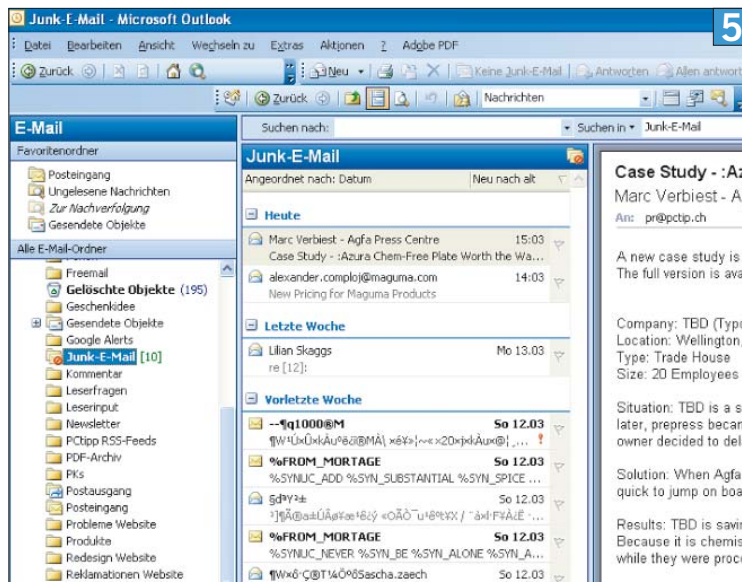 Junk-E-Mail - Microsoft Outlook
5
Datei Bearbeiten Ansicht Wechseln zu Extras Aktionen ? Adobe PDF
Zurück Neu Keine Junk-E-Mail Antworten Allen antwort
Zurück Nachrichten
E-Mail
Suchen nach: Suchen in Junk-E-Mail
Favoritenordner
Posteingang
Ungelesene Nachrichten
Zur Nachverfolgung
Gesendete Objekte
Alle E-Mail-Ordner
Freemail
Gelöschte Objekte (195)
Geschenkidee
Gesendete Objekte
Google Alerts
Junk-E-Mail [10]
Kommentar
Leserfragen
Leserinput
Newsletter
PCtipp RSS-Feeds
PDF-Archiv
PKs
Postausgang
Posteingang
Probleme Website
Produkte
Redesign Website
Reklamationen Website
Junk-E-Mail
Angeordnet nach: Datum Neu nach alt
Heute
Marc Verbiest - Agfa Press Centre 15:03
Case Study - :Azura Chem-Free Plate Worth the Wa...
alexander.comploj@maguma.com 14:03
New Pricing for Maguma Products
Letzte Woche
Lilian Skaggs Mo 13.03
re [12]:
Vorletzte Woche
--¶q1000®M So 12.03
%FROM_MORTAGE So 12.03
%SYNUC_ADD %SYN_SUBSTANTIAL %SYN_SPICE ...
So 12.03
%FROM_MORTAGE So 12.03
%SYNUC_NEVER %SYN_BE %SYN_ALONE %SYN_A...
So 12.03
Case Study - :Az
Marc Verbiest - A
An: pr@pctip.ch
A new case study is
The full version is ava
Company: TBD (Typo
Location: Wellington,
Type: Trade House
Size: 20 Employees
Situation: TBD is a s
later, prepress becam
owner decided to del
Solution: When Agfa
quick to jump on boa
Results: TBD is savin
Because it is chemis
while they were proce